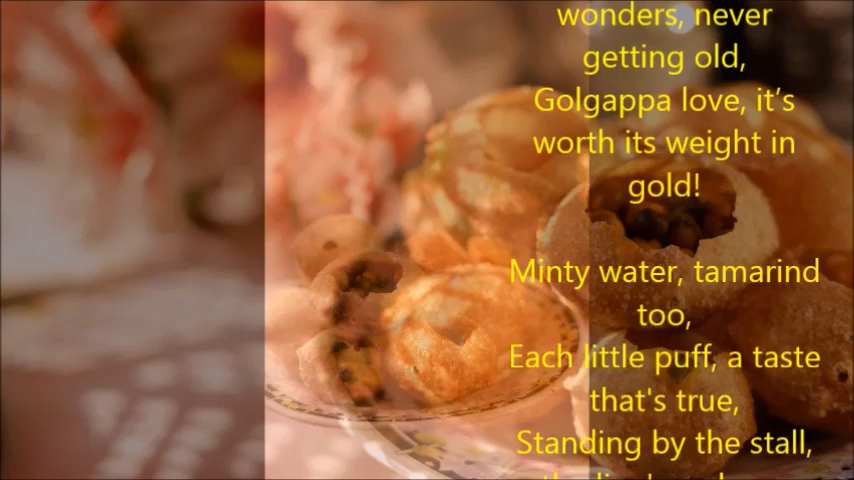 wonders, never
getting old,
Golgappa love, it’s
worth its weight in
gold!
Minty water, tamarind
too,
Each little puff, a taste
that's true,
Standing by the stall,